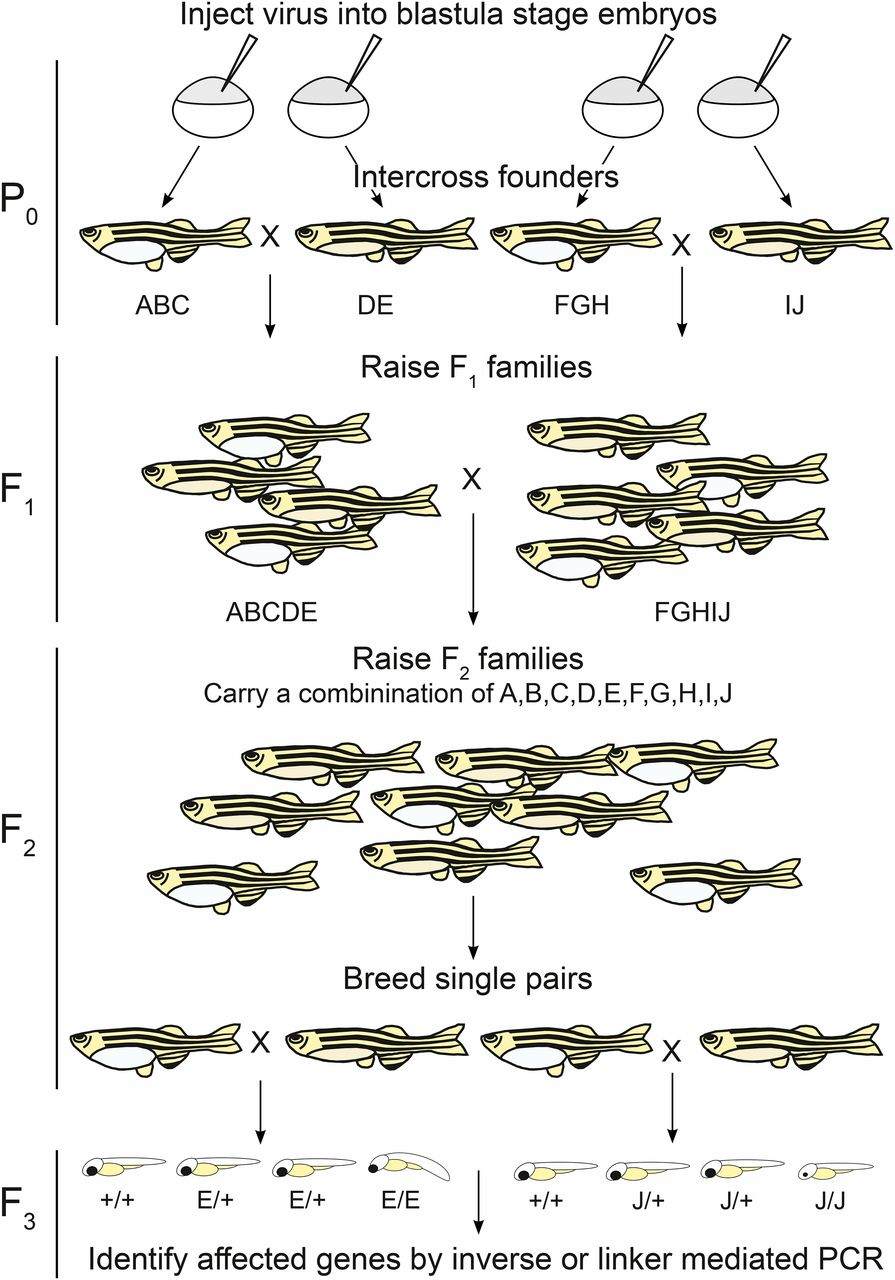 Inject virus into blastula stage embryos
P0
Intercross founders
X
X
ABC
DE
FGH
IJ
Raise F1 families
F1
X
ABCDE
FGHIJ
Raise F2 families
Carry a combinination of A,B,C,D,E,F,G,H,I,J
F2
Breed single pairs
X
X
F3
+/+ E/+ E/+ E/E +/+ J/+ J/+ J/J
Identify affected genes by inverse or linker mediated PCR